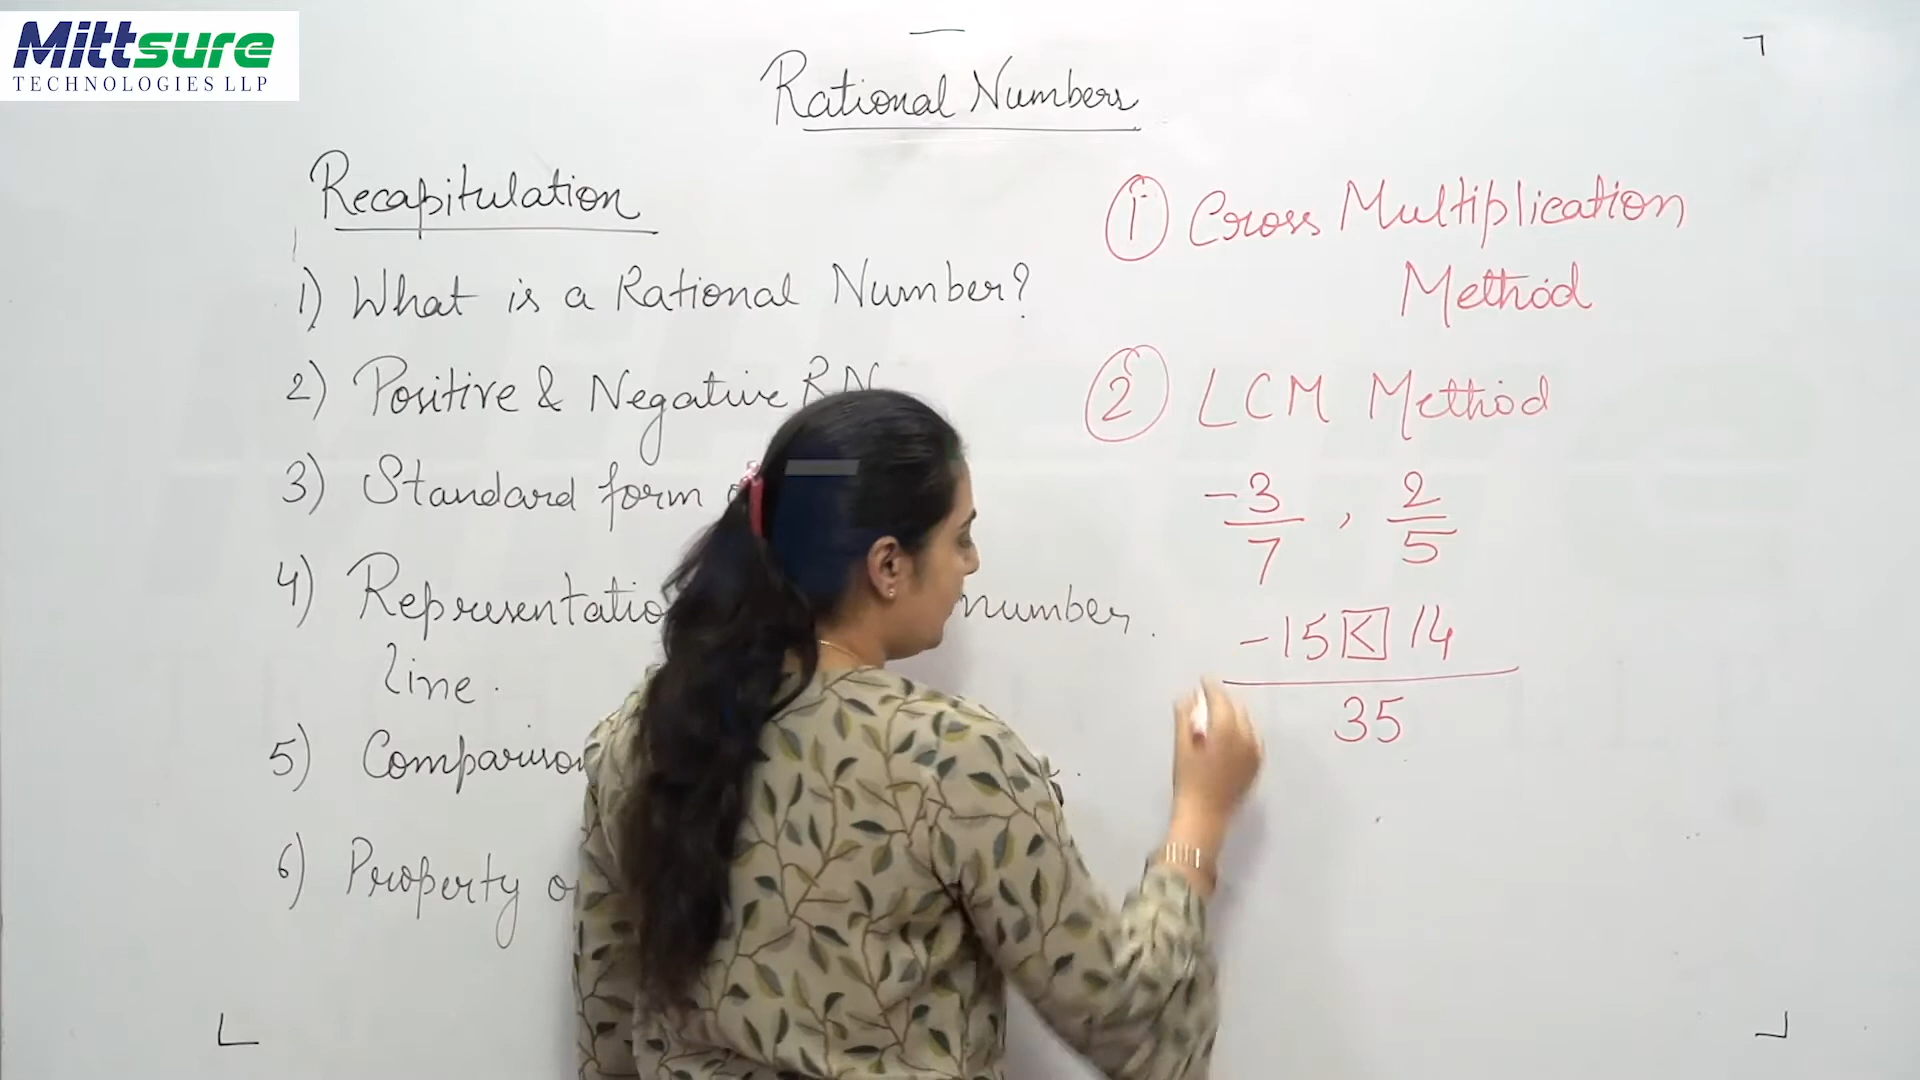 Mittsure
TECHNOLOGIES LLP
Rational Numbers
Recapitulation
1) What is a Rational Number?
2) Positive & Negative R.N
3) Standard form
4) Representation number
line.
5) Comparison
6) Property
1 Cross Multiplication
Method
2 LCM Method
-3/7 , 2/5
-15 < 14
35